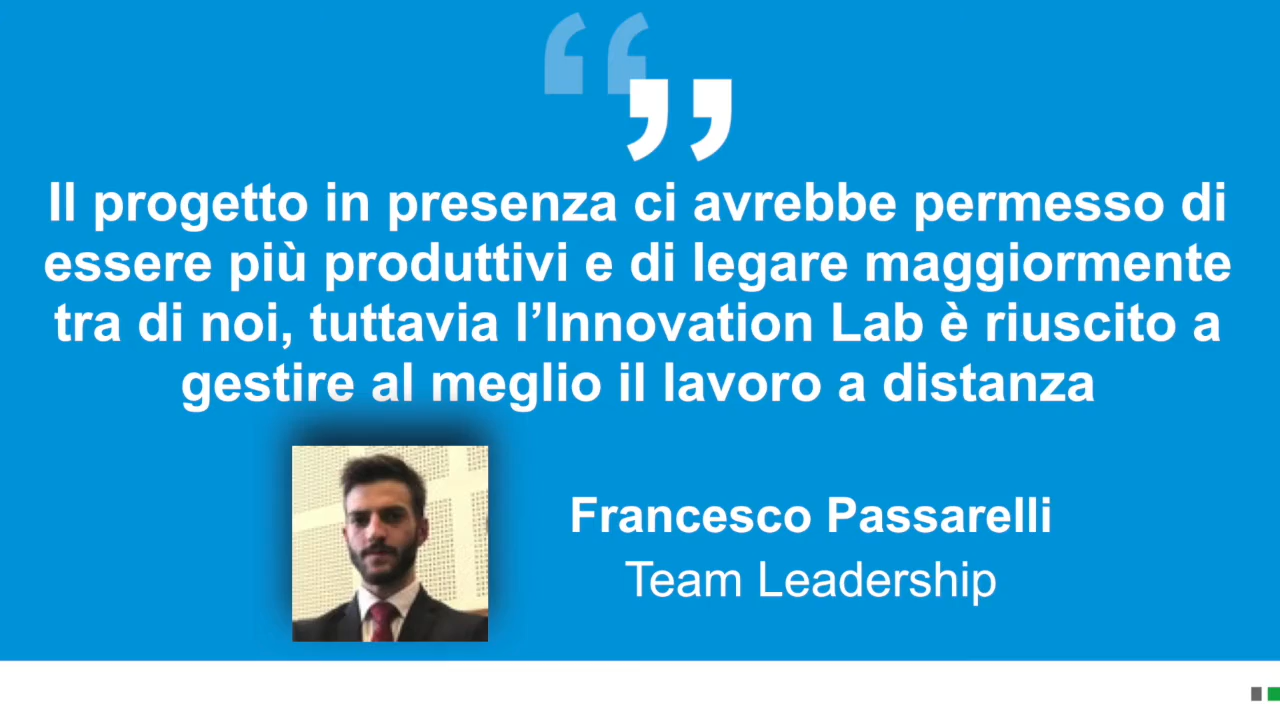 Il progetto in presenza ci avrebbe permesso di
essere più produttivi e di legare maggiormente
tra di noi, tuttavia l’Innovation Lab è riuscito a
gestire al meglio il lavoro a distanza
Francesco Passarelli
Team Leadership